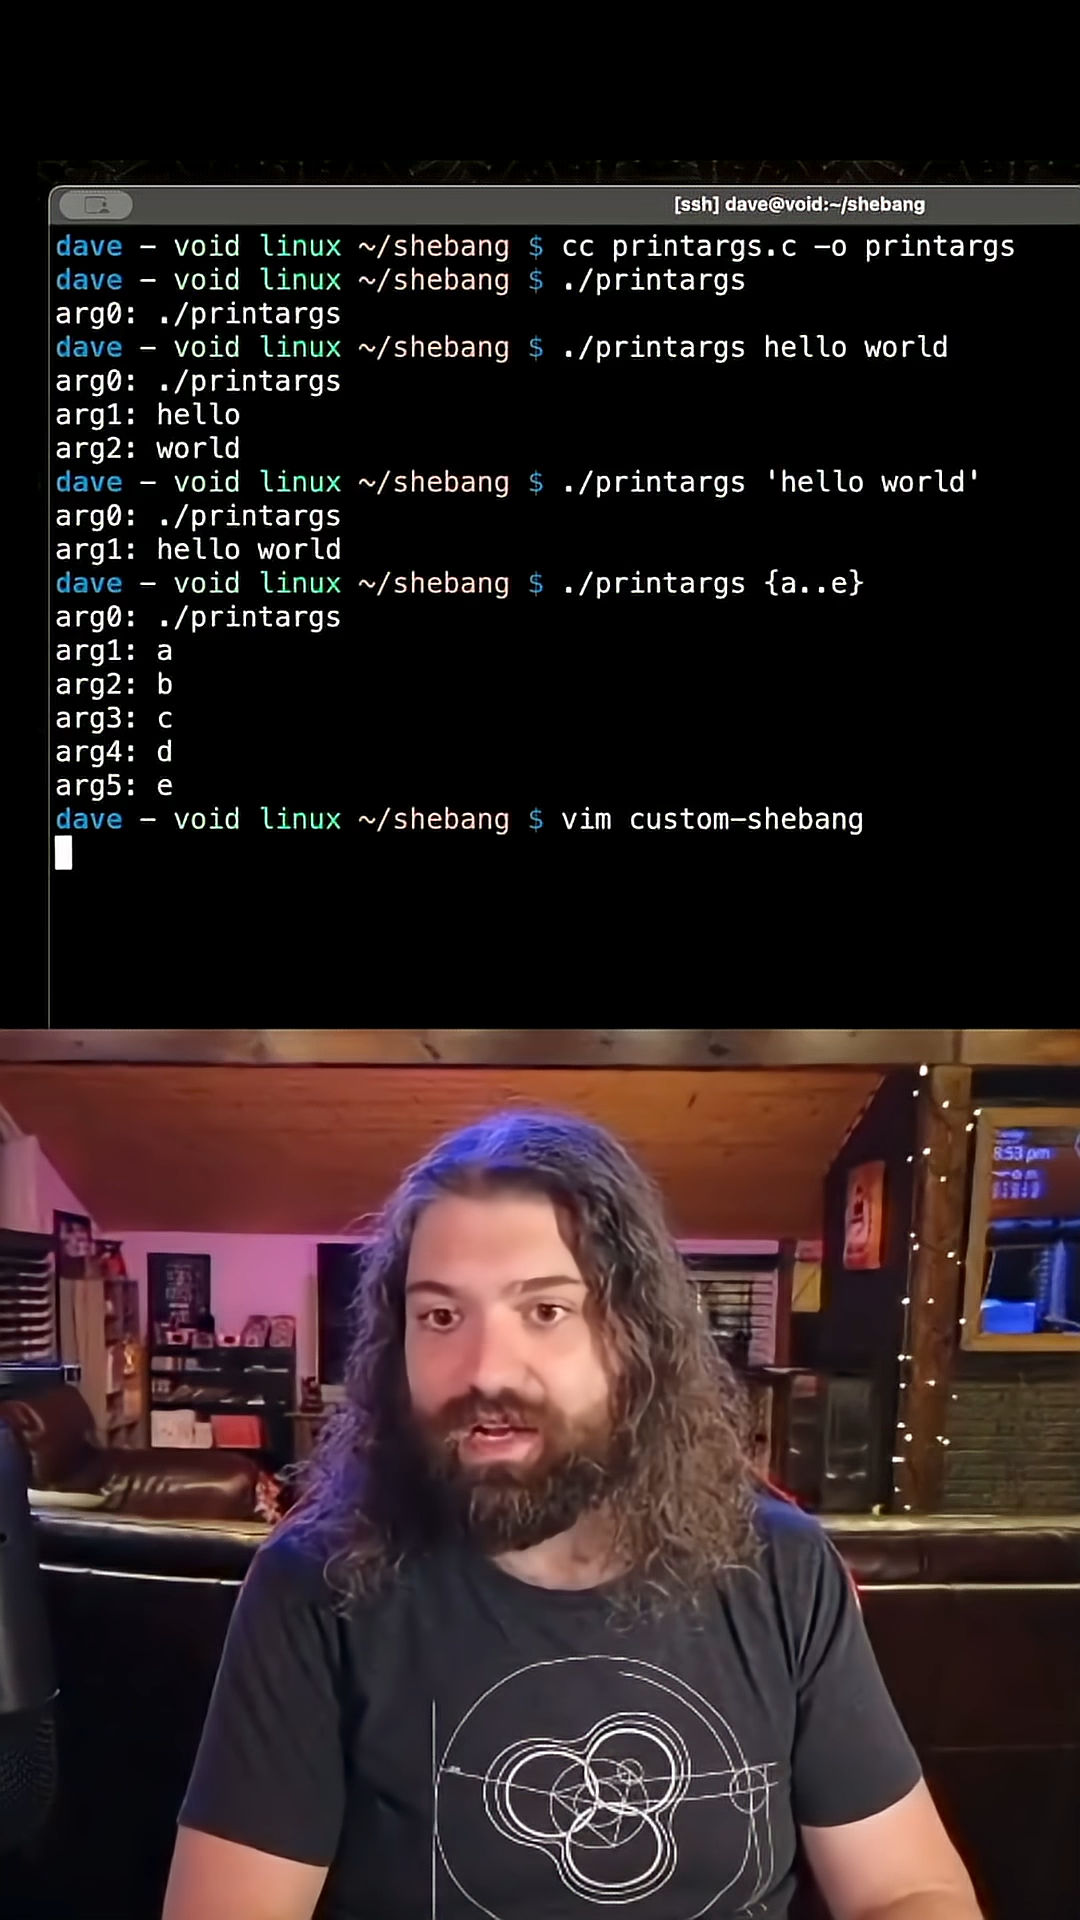 [ssh] dave@void:~/shebang
dave – void linux ~/shebang $ cc printargs.c –o printargs
dave – void linux ~/shebang $ ./printargs
arg0: ./printargs
dave – void linux ~/shebang $ ./printargs hello world
arg0: ./printargs
arg1: hello
arg2: world
dave – void linux ~/shebang $ ./printargs 'hello world'
arg0: ./printargs
arg1: hello world
dave – void linux ~/shebang $ ./printargs {a..e}
arg0: ./printargs
arg1: a
arg2: b
arg3: c
arg4: d
arg5: e
dave – void linux ~/shebang $ vim custom–shebang
8:53 pm